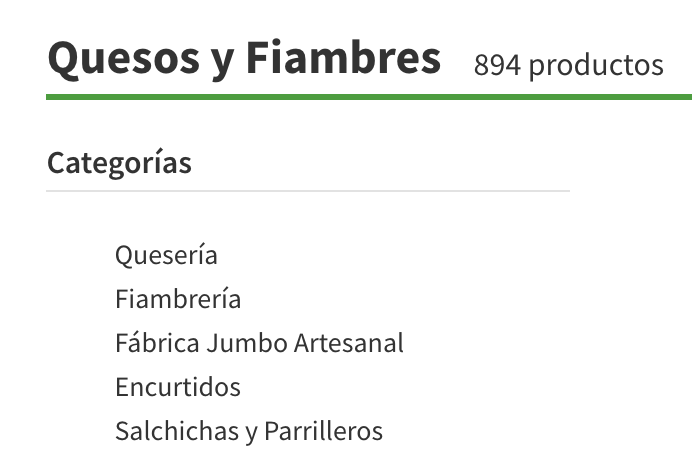 Quesos y Fiambres 894 productos
Categorías
Quesería
Fiambrería
Fábrica Jumbo Artesanal
Encurtidos
Salchichas y Parrilleros